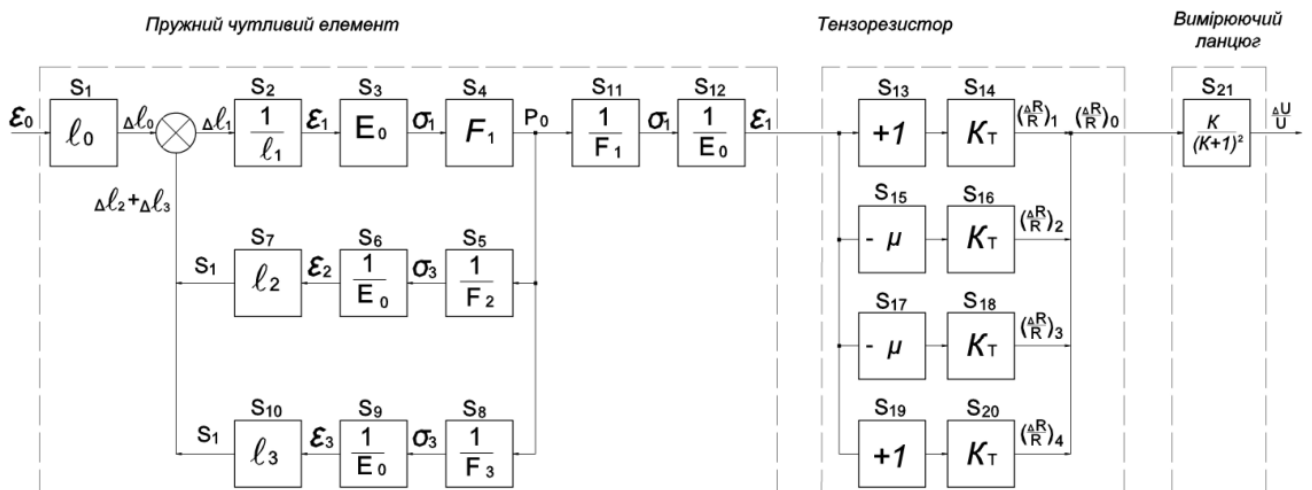 Пружний чутливий елемент
Тензорезистор
Вимірюючий
ланцюг
S₁ S₂ S₃ S₄ S₁₁ S₁₂ S₁₃ S₁₄ S₂₁
ε₀ ℓ₀ Δℓ₀ Δℓ₁ 1/ℓ₁ ε₁ E₀ σ₁ F₁ P₀ 1/F₁ σ₁ 1/E₀ ε₁ +1 K_T (ΔR/R)₁ (ΔR/R)₀ K/(K+1)² ΔU/U
Δℓ₂+Δℓ₃
S₇ S₆ S₅ S₁₅ S₁₆
S₁ ℓ₂ ε₂ 1/E₀ σ₃ 1/F₂ - μ K_T (ΔR/R)₂
S₁₇ S₁₈
- μ K_T (ΔR/R)₃
S₁₀ S₉ S₈ S₁₉ S₂₀
S₁ ℓ₃ ε₃ 1/E₀ σ₃ 1/F₃ +1 K_T (ΔR/R)₄